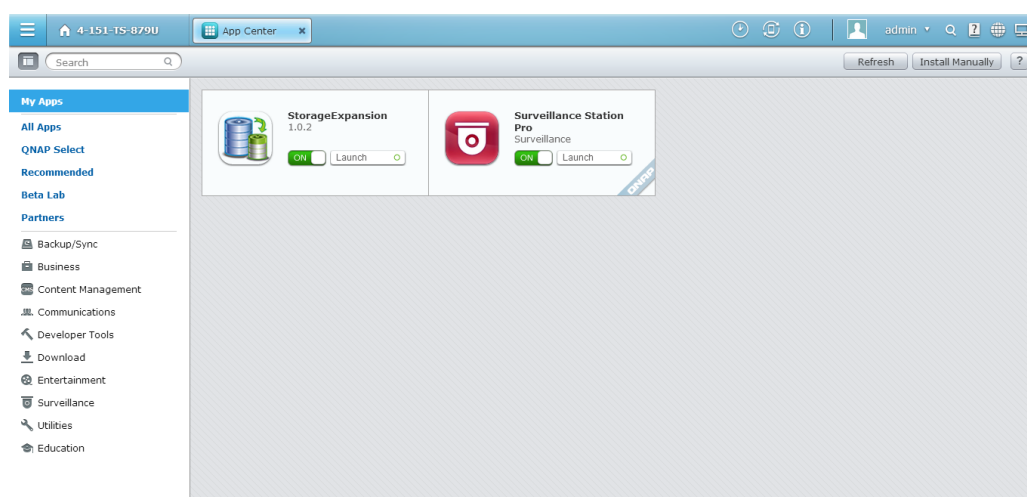 4-151-TS-879U
App Center
admin
Search
Refresh
Install Manually
?
My Apps
All Apps
QNAP Select
Recommended
Beta Lab
Partners
Backup/Sync
Business
CMS
Content Management
Communications
Developer Tools
Download
Entertainment
Surveillance
Utilities
Education
StorageExpansion
1.0.2
ON
Launch
Surveillance Station
Pro
Surveillance
ON
Launch
QNAP